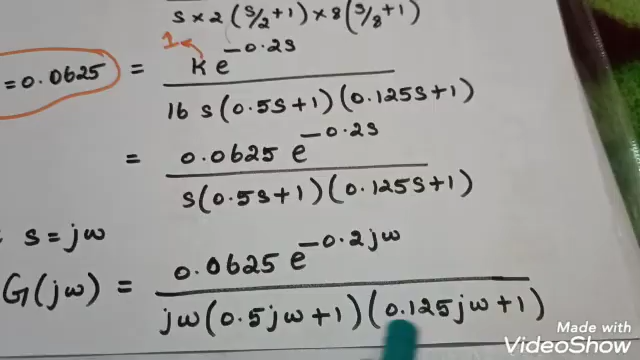 s × 2 (s/2 +1) × 8 (s/8 +1)
1
= 0.0625 = K e^-0.2s
16 s(0.5s+1)(0.125s+1)
= 0.0625 e^-0.2s
s(0.5s+1)(0.125s+1)
s = jω
G(jω) = 0.0625 e^-0.2jω
jω(0.5jω+1)(0.125jω+1)
Made with
VideoShow